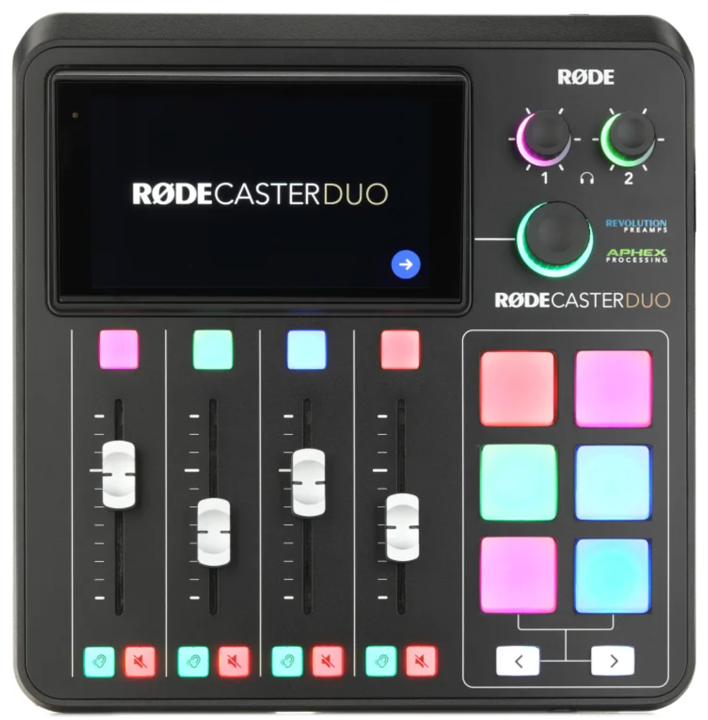 RØDE
RØDECASTERDUO
1 2
REVOLUTION
PREAMPS
APHEX
PROCESSING
RØDECASTERDUO